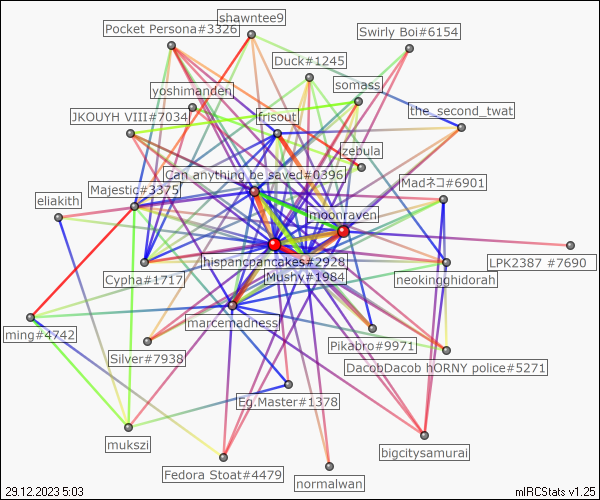 shawntee9
Pocket Persona#3326
Swirly Boi#6154
Duck#1245
somass
yoshimanden
the_second_twat
JKOUYH VIII#7034
frisout
zebula
Can anything be saved#0396
Madネコ#6901
Majestic#3375
eliakith
moonraven
hispancpancakes#2928
LPK2387 #7690
Mushy#1984
Cypha#1717
neokingghidorah
marcemadness
ming#4742
Pikabro#9971
Silver#7938
DacobDacob hORNY police#5271
Eg.Master#1378
mukszi
bigcitysamurai
Fedora Stoat#4479
normalwan
29.12.2023 5:03
mIRCStats v1.25